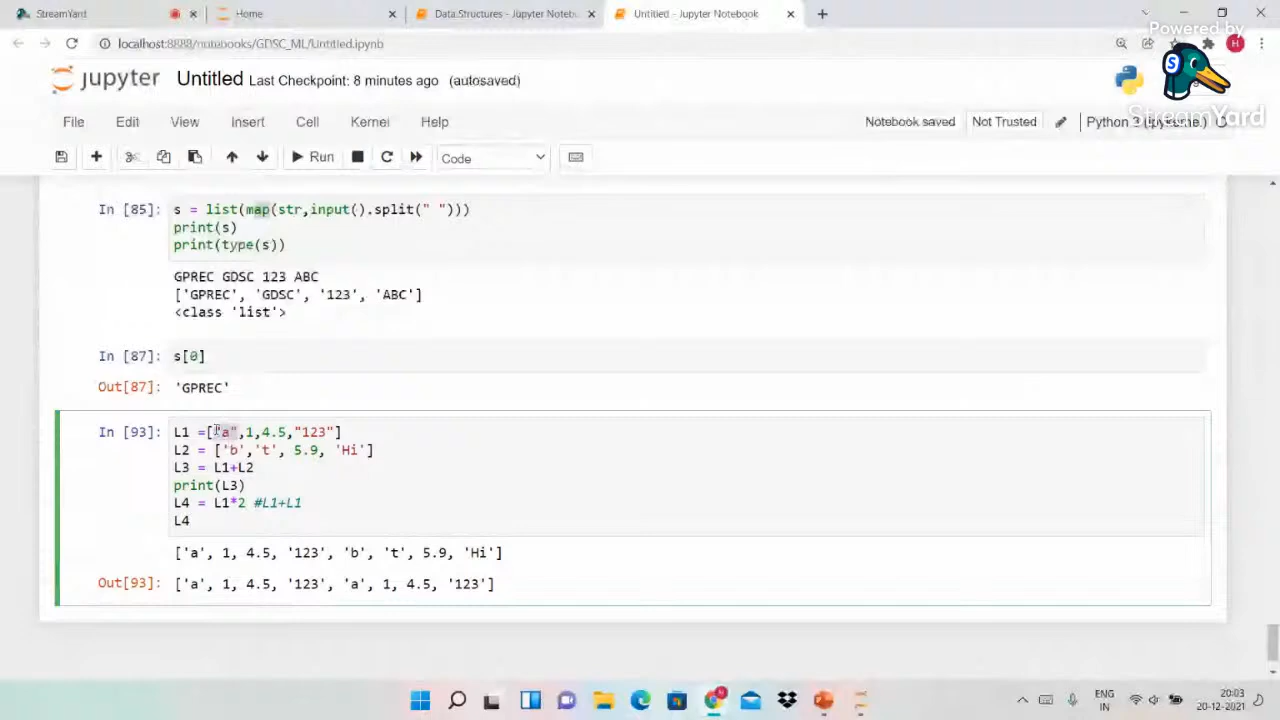 StreamYard
Home
Data Structures - Jupyter Notebo
Untitled - Jupyter Notebook
localhost:8888/notebooks/GDSC_ML/Untitled.ipynb
Powered by
StreamYard
jupyter Untitled Last Checkpoint: 8 minutes ago (autosaved)
File Edit View Insert Cell Kernel Help
Notebook saved Not Trusted Python 3
Run Code
In [85]: s = list(map(str,input().split(" ")))
print(s)
print(type(s))
GPREC GDSC 123 ABC
['GPREC', 'GDSC', '123', 'ABC']
<class 'list'>
In [87]: s[0]
Out[87]: 'GPREC'
In [93]: L1 =["a",1,4.5,"123"]
L2 = ['b','t', 5.9, 'Hi']
L3 = L1+L2
print(L3)
L4 = L1*2 #L1+L1
L4
['a', 1, 4.5, '123', 'b', 't', 5.9, 'Hi']
Out[93]: ['a', 1, 4.5, '123', 'a', 1, 4.5, '123']
ENG
IN
20:03
20-12-2021